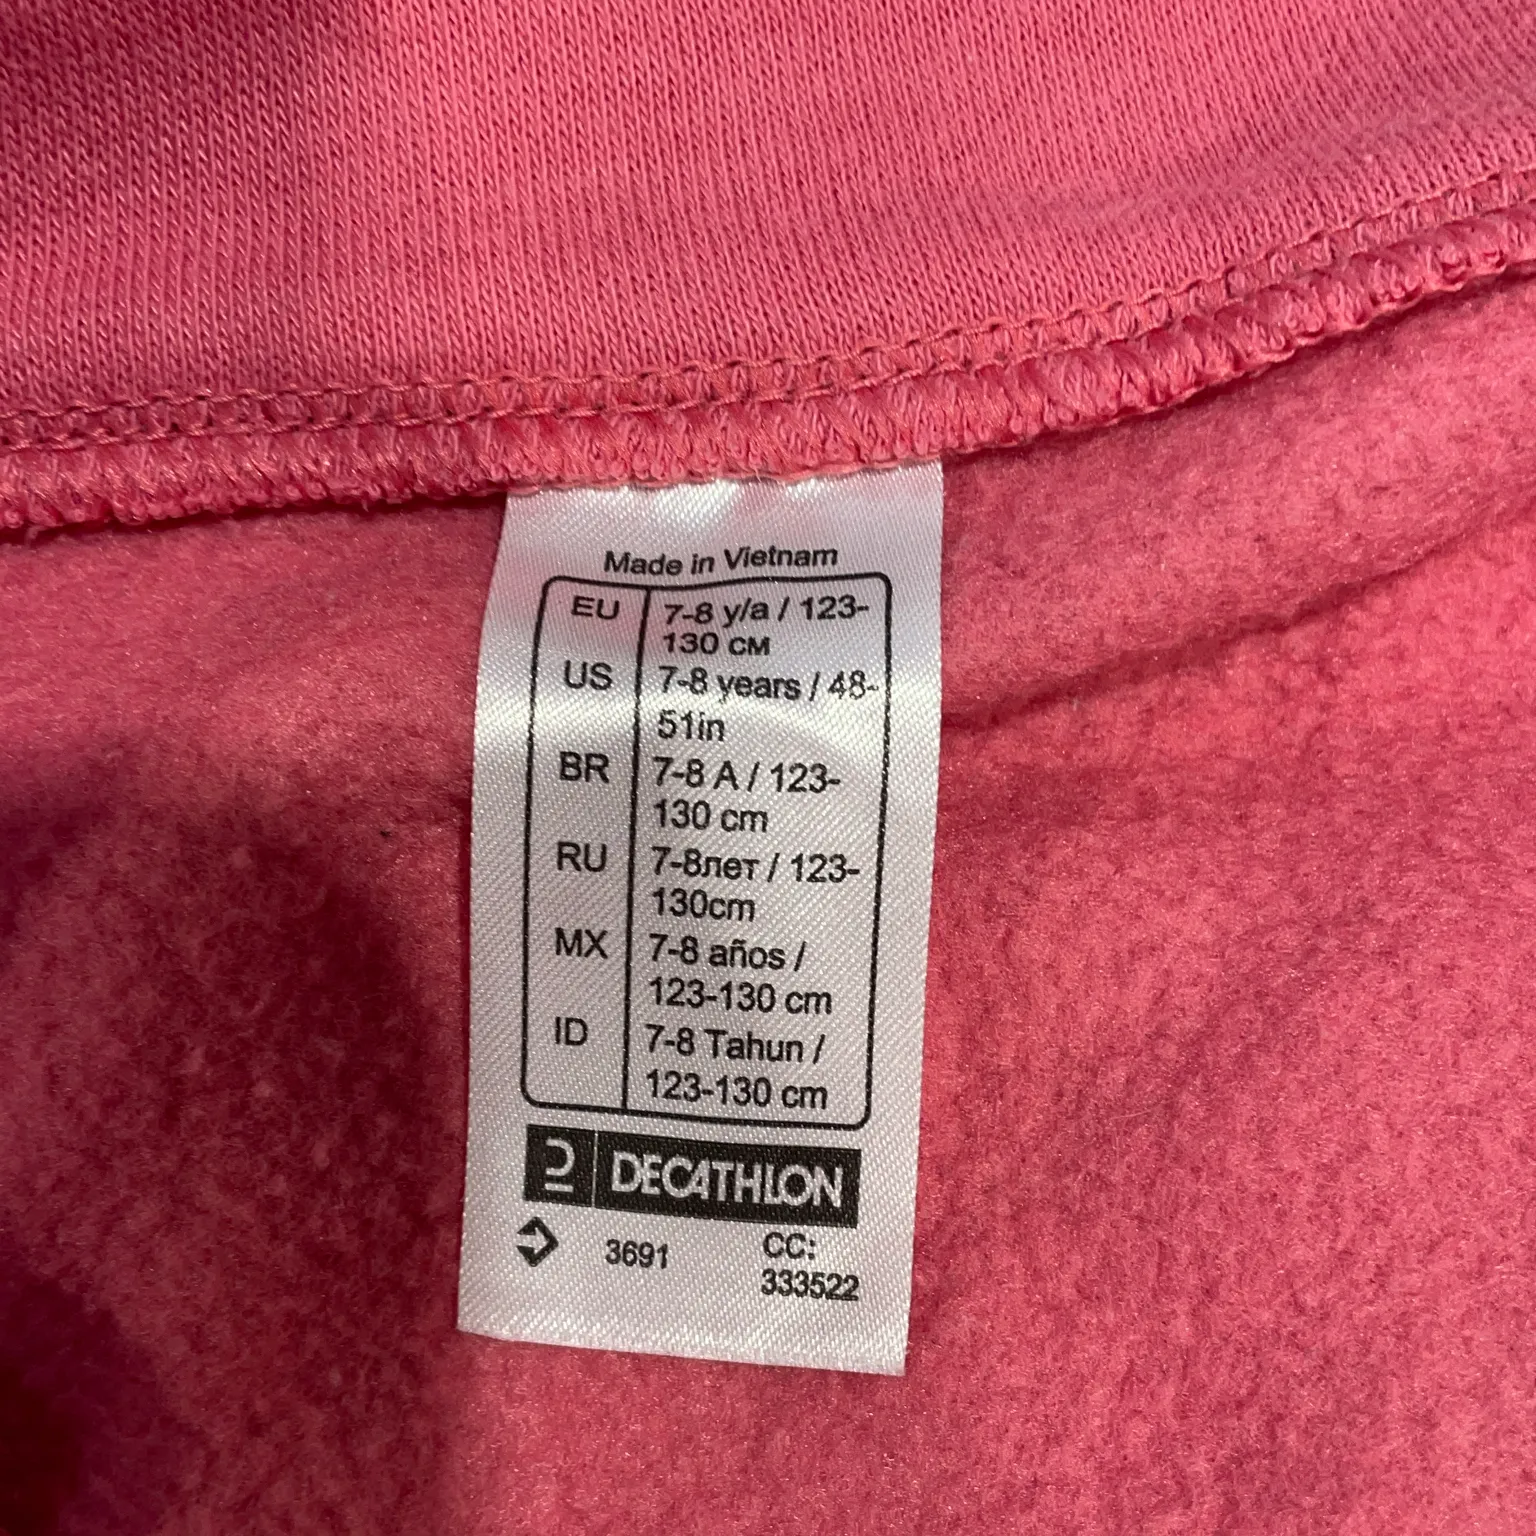 Made in Vietnam
EU 7-8 y/a / 123-
130 см
US 7-8 years / 48-
51in
BR 7-8 A / 123-
130 cm
RU 7-8лет / 123-
130cm
MX 7-8 años /
123-130 cm
ID 7-8 Tahun /
123-130 cm
DECATHLON
3691 CC:
333522